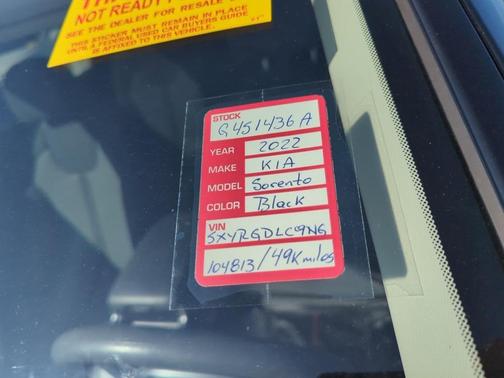 NOT READY
SEE THE DEALER FOR RESALE
THIS STICKER MUST REMAIN IN PLACE
UNTIL A FEDERAL USED CAR BUYERS GUIDE
IS AFFIXED TO THIS VEHICLE.
STOCK
G451436A
YEAR 2022
MAKE KIA
MODEL Sorento
COLOR Black
VIN
5XYRGDLC9NG
104813/49K miles